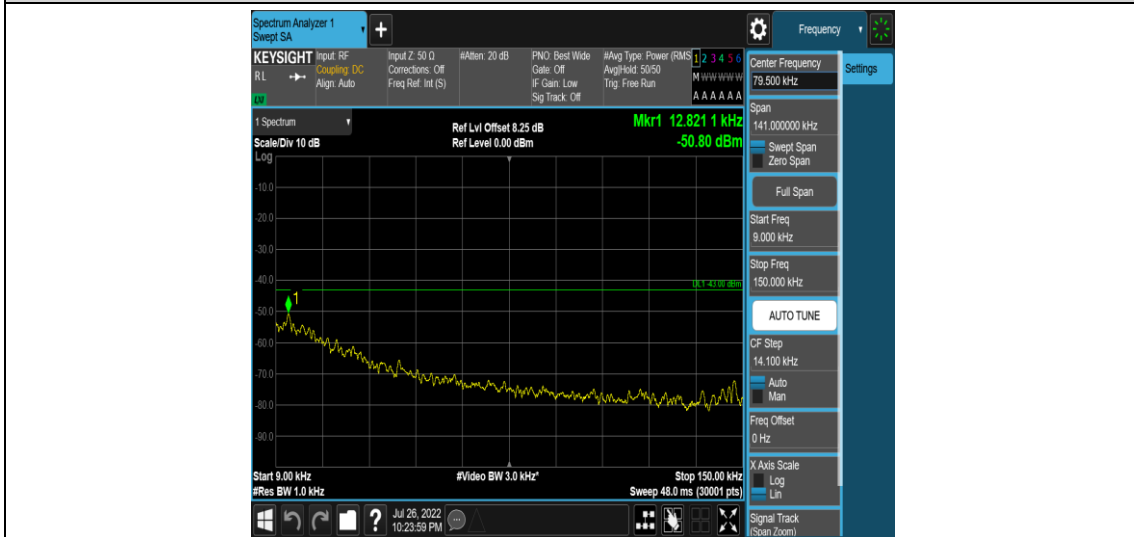 Spectrum Analyzer 1
Swept SA
+
Frequency
KEYSIGHT
RL
Input: RF
Coupling: DC
Align: Auto
Input Z: 50 Ω
Corrections: Off
Freq Ref: Int (S)
#Atten: 20 dB
PNO: Best Wide
Gate: Off
IF Gain: Low
Sig Track: Off
#Avg Type: Power (RMS
Avg|Hold: 50/50
Trig: Free Run
1 2 3 4 5 6
M W W W W W
A A A A A A
1 Spectrum
Scale/Div 10 dB
Log
Ref Lvl Offset 8.25 dB
Ref Level 0.00 dBm
Mkr1 12.821 1 kHz
-50.80 dBm
-10.0
-20.0
-30.0
-40.0
-50.0
-60.0
-70.0
-80.0
-90.0
DL1 -43.00 dBm
1
Start 9.00 kHz
#Res BW 1.0 kHz
#Video BW 3.0 kHz*
Stop 150.00 kHz
Sweep 48.0 ms (30001 pts)
Center Frequency
79.500 kHz
Settings
Span
141.000000 kHz
Swept Span
Zero Span
Full Span
Start Freq
9.000 kHz
Stop Freq
150.000 kHz
AUTO TUNE
CF Step
14.100 kHz
Auto
Man
Freq Offset
0 Hz
X Axis Scale
Log
Lin
Signal Track
(Span Zoom)
?
Jul 26, 2022
10:23:59 PM